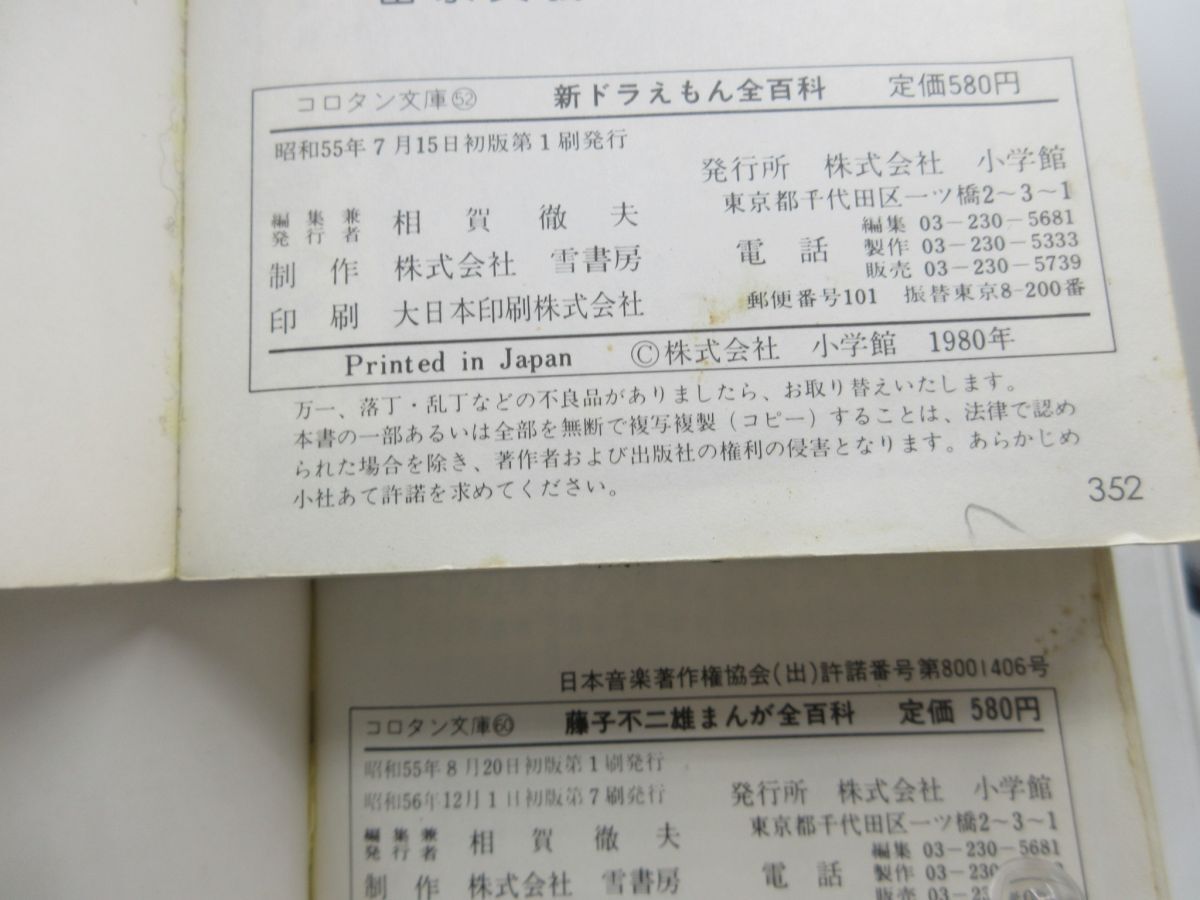 コロタン文庫52 新ドラえもん全百科 定価580円
昭和55年7月15日初版第1刷発行
発行所 株式会社 小学館
東京都千代田区一ツ橋2〜3〜1
編集兼発行者 相賀徹夫
編集 03-230-5681
電話 製作 03-230-5333
販売 03-230-5739
制作 株式会社 雪書房
印刷 大日本印刷株式会社
郵便番号101 振替東京8-200番
Printed in Japan ©株式会社 小学館 1980年
万一、落丁・乱丁などの不良品がありましたら、お取り替えいたします。
本書の一部あるいは全部を無断で複写複製（コピー）することは、法律で認め
られた場合を除き、著作者および出版社の権利の侵害となります。あらかじめ
小社あて許諾を求めてください。
352
日本音楽著作権協会(出)許諾番号第8001406号
コロタン文庫60 藤子不二雄まんが全百科 定価 580円
昭和55年8月20日初版第1刷発行
昭和56年12月1日初版第7刷発行
発行所 株式会社 小学館
東京都千代田区一ツ橋2〜3〜1
編集兼発行者 相賀徹夫
編集 03-230-5681
電話 製作 03-230
制作 株式会社 雪書房
販売 03-23